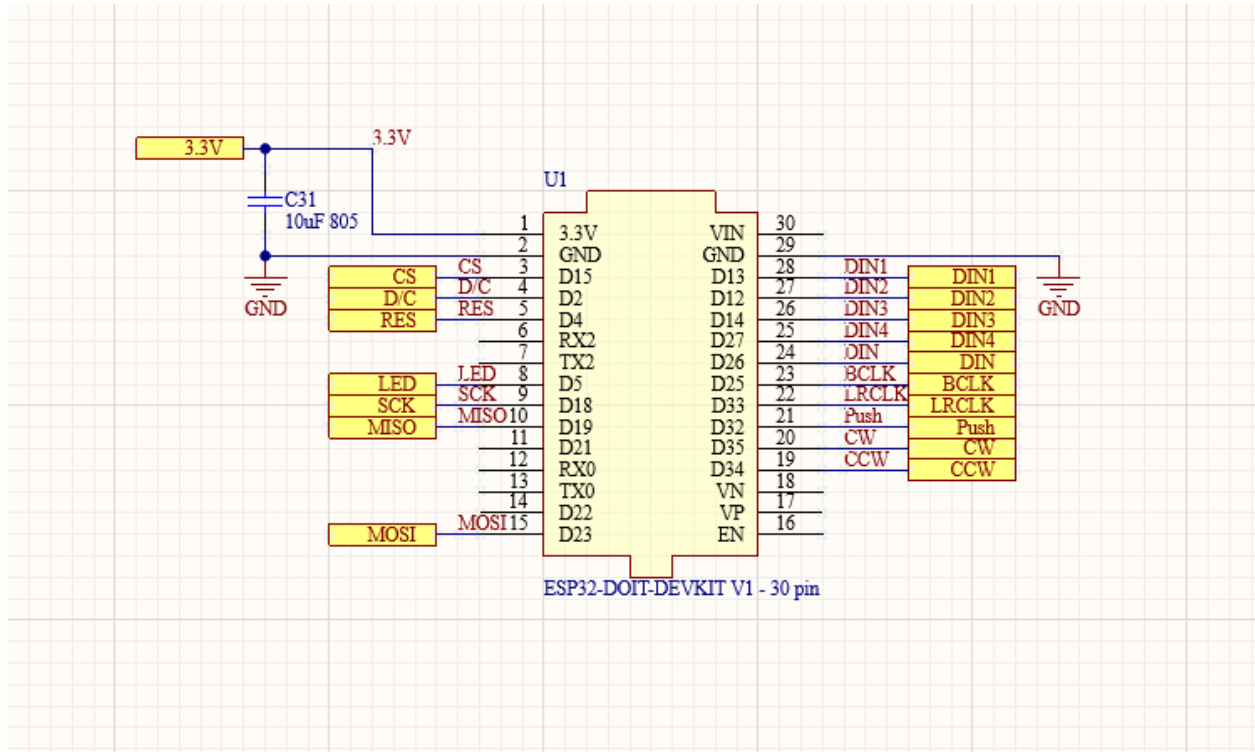 3.3V
3.3V
C31
10uF 805
GND
U1
1 3.3V
2 GND
CS CS 3 D15
D/C D/C 4 D2
RES RES 5 D4
6 RX2
7 TX2
LED LED 8 D5
SCK SCK 9 D18
MISO MISO 10 D19
11 D21
12 RX0
13 TX0
14 D22
MOSI MOSI 15 D23
VIN 30
GND 29
D13 28 DIN1 DIN1
D12 27 DIN2 DIN2
D14 26 DIN3 DIN3
D27 25 DIN4 DIN4
D26 24 DIN DIN
D25 23 BCLK BCLK
D33 22 LRCLK LRCLK
D32 21 Push Push
D35 20 CW CW
D34 19 CCW CCW
VN 18
VP 17
EN 16
GND
ESP32-DOIT-DEVKIT V1 - 30 pin